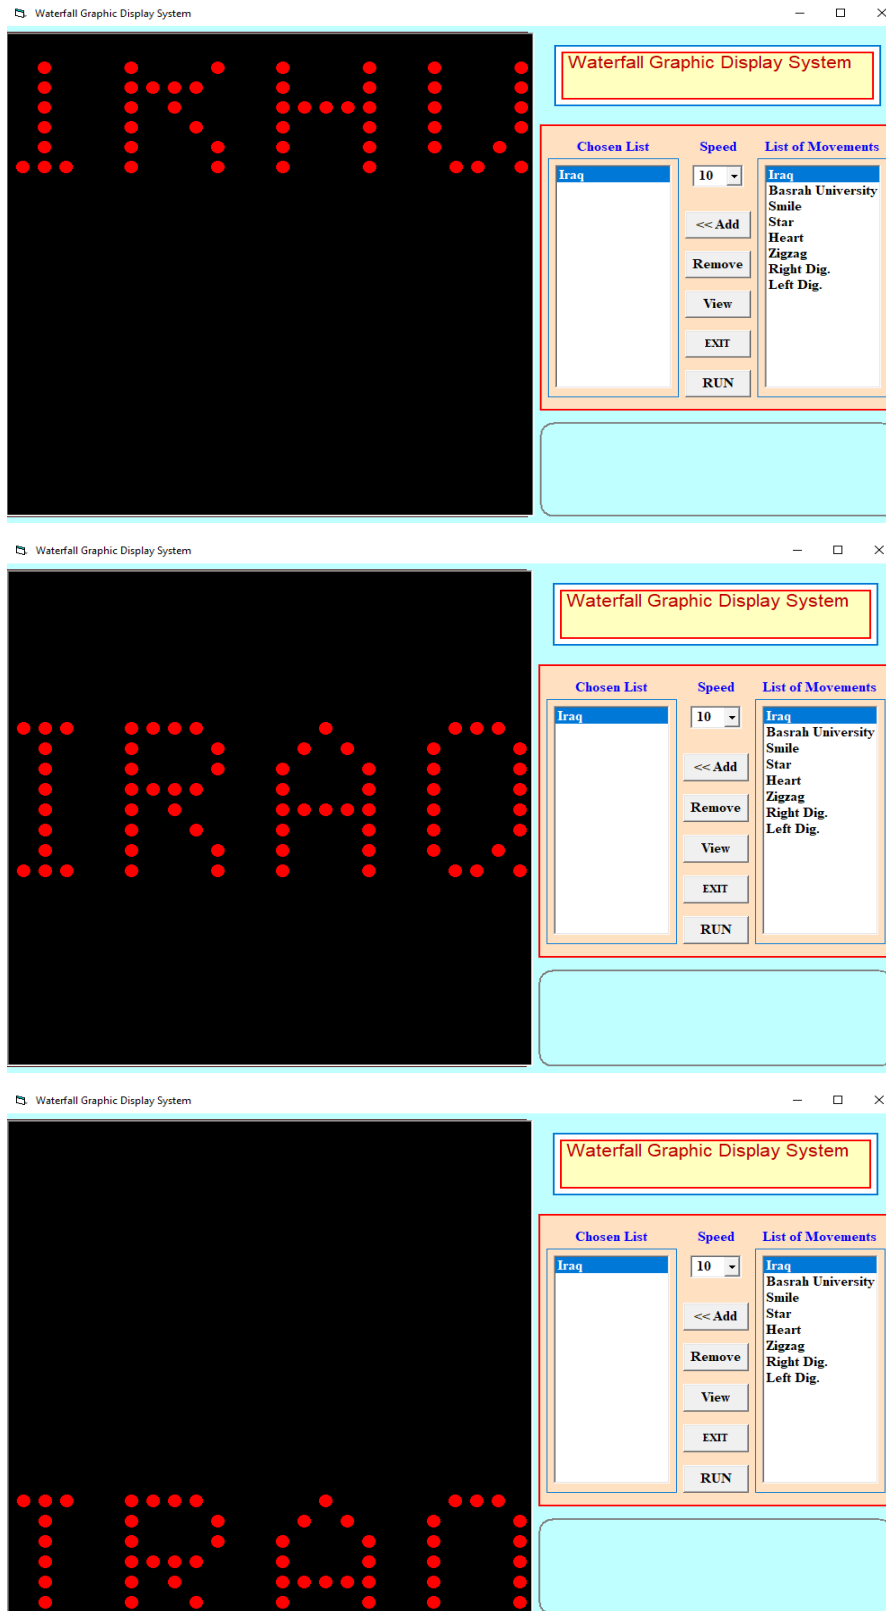 Waterfall Graphic Display System
Waterfall Graphic Display System
Chosen List Speed List of Movements
Iraq 10 Iraq
Basrah University
Smile
<< Add Star
Heart
Zigzag
Remove Right Dig.
Left Dig.
View
EXIT
RUN
Waterfall Graphic Display System
Waterfall Graphic Display System
IRAQ
Chosen List Speed List of Movements
Iraq 10 Iraq
Basrah University
Smile
<< Add Star
Heart
Zigzag
Remove Right Dig.
Left Dig.
View
EXIT
RUN
Waterfall Graphic Display System
Waterfall Graphic Display System
Chosen List Speed List of Movements
Iraq 10 Iraq
Basrah University
Smile
<< Add Star
Heart
Zigzag
Remove Right Dig.
Left Dig.
View
EXIT
RUN